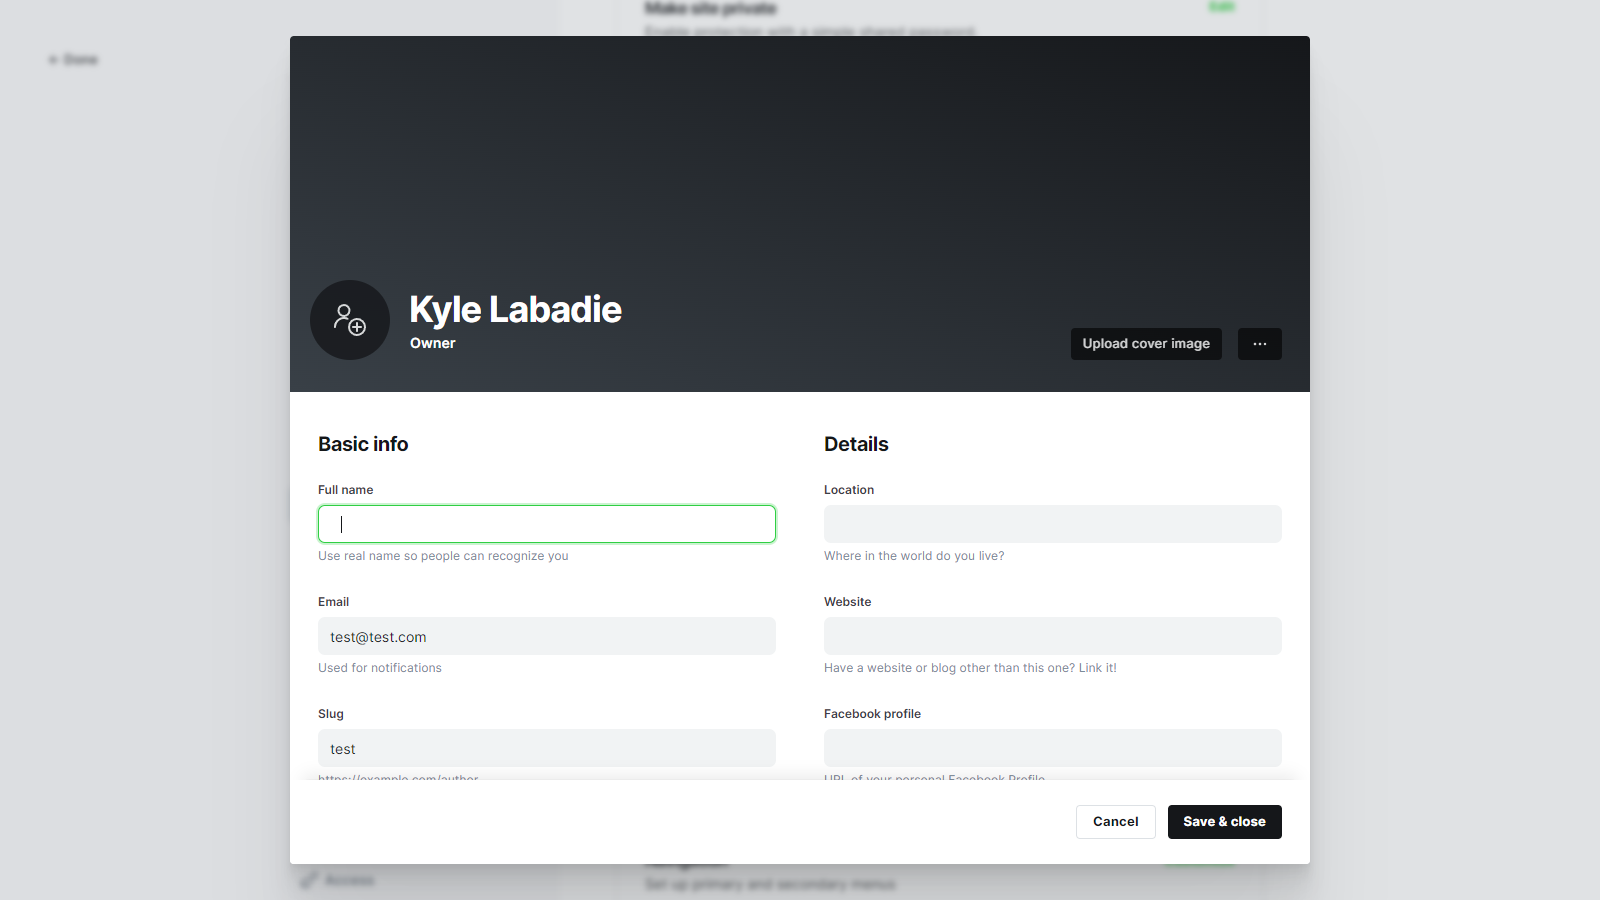 Make site private
Edit
Enable protection with a simple shared password
← Done
Kyle Labadie
Owner
Upload cover image
Basic info
Details
Full name
Location
Use real name so people can recognize you
Where in the world do you live?
Email
Website
test@test.com
Used for notifications
Have a website or blog other than this one? Link it!
Slug
Facebook profile
test
https://example.com/author
URL of your personal Facebook Profile
Cancel
Save & close
Navigation
Access
Set up primary and secondary menus